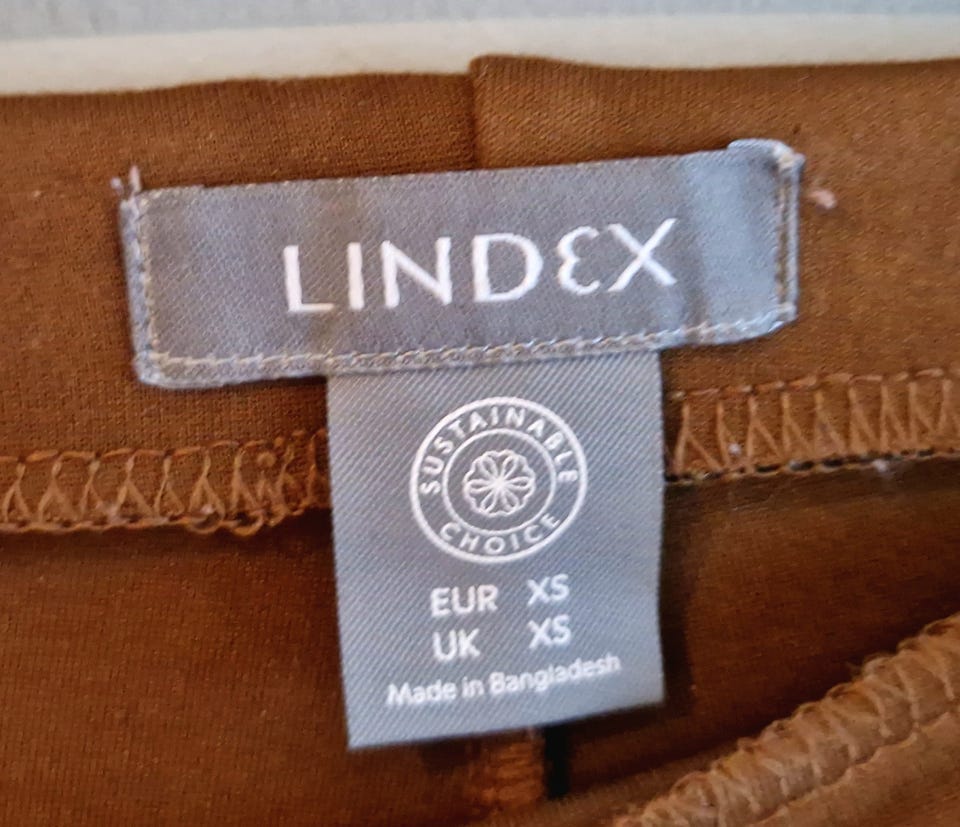 LINDEX
SUSTAINABLE
CHOICE
EUR XS
UK XS
Made in Bangladesh